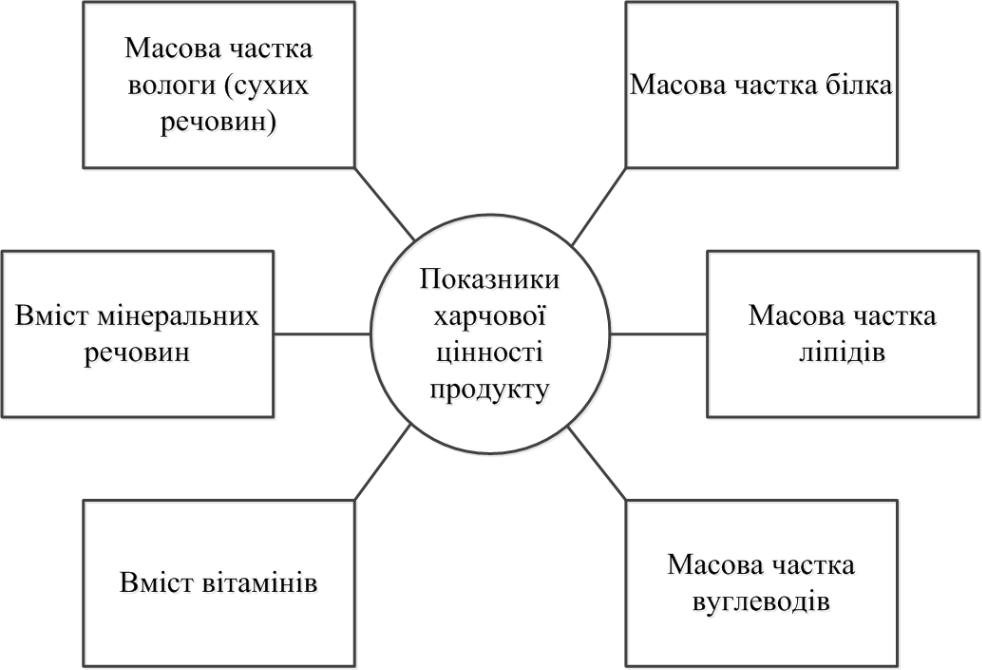 Масова частка
вологи (сухих
речовин)
Масова частка білка
Вміст мінеральних
речовин
Показники
харчової
цінності
продукту
Масова частка
ліпідів
Вміст вітамінів
Масова частка
вуглеводів